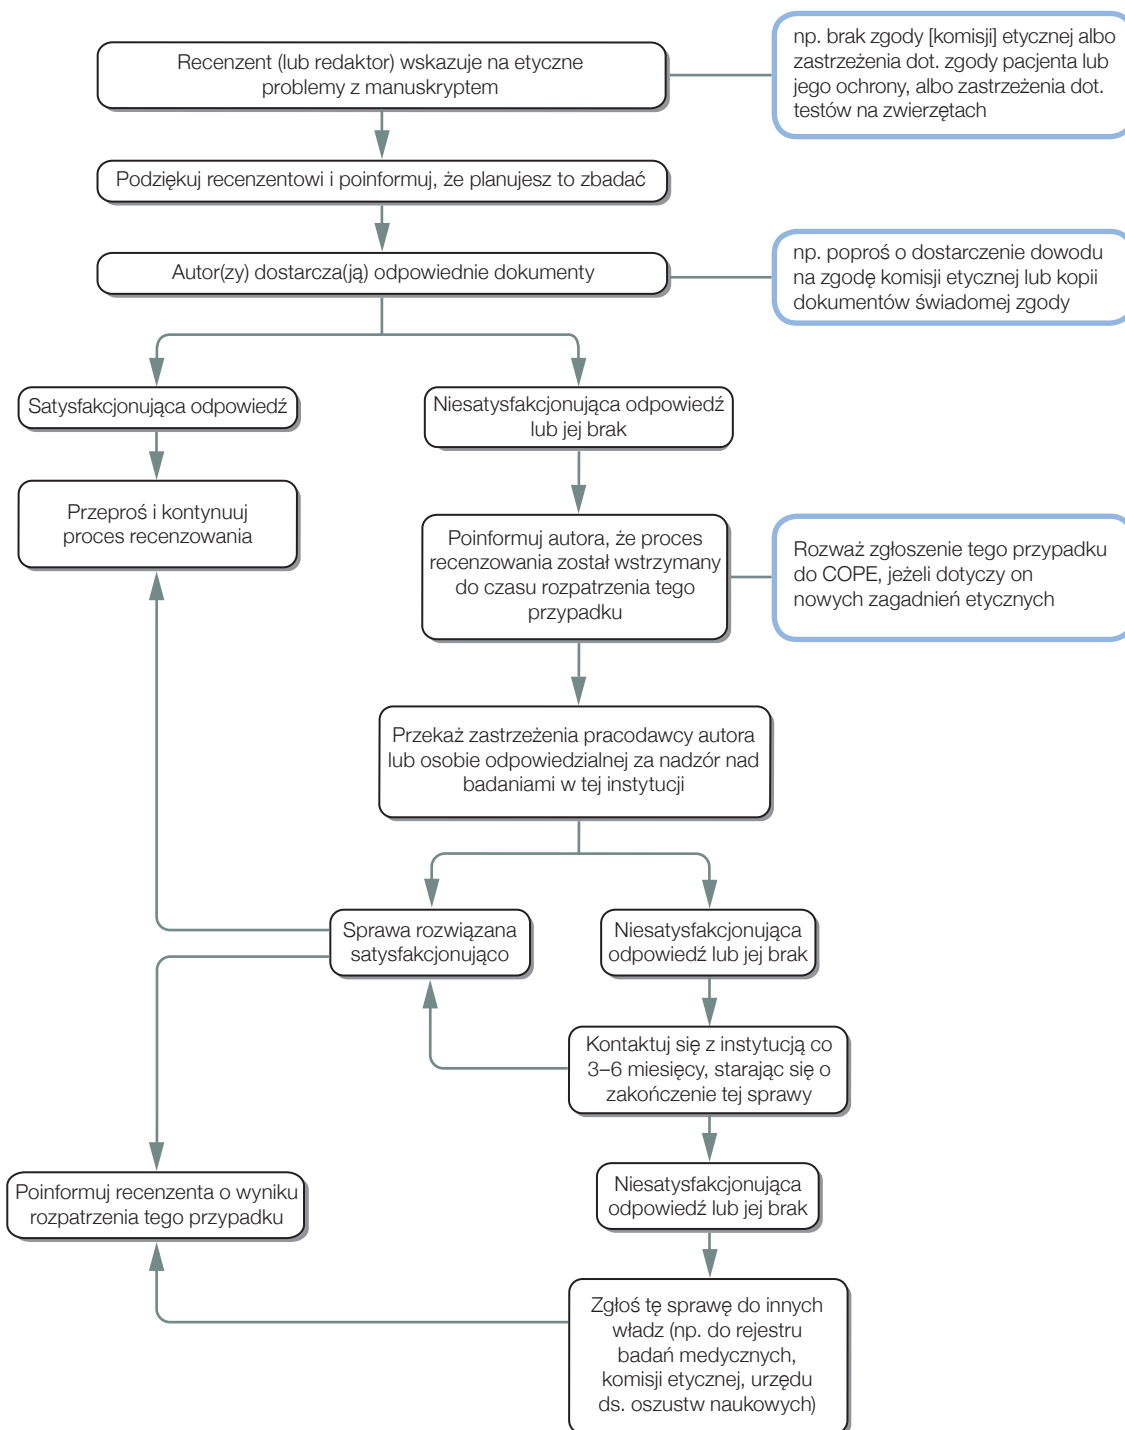 Recenzent (lub redaktor) wskazuje na etyczne
problemy z manuskryptem
np. brak zgody [komisji] etycznej albo
zastrzeżenia dot. zgody pacjenta lub
jego ochrony, albo zastrzeżenia dot.
testów na zwierzętach
Podziękuj recenzentowi i poinformuj, że planujesz to zbadać
Autor(zy) dostarcza(ją) odpowiednie dokumenty
np. poproś o dostarczenie dowodu
na zgodę komisji etycznej lub kopii
dokumentów świadomej zgody
Satysfakcjonująca odpowiedź
Niesatysfakcjonująca odpowiedź
lub jej brak
Przeproś i kontynuuj
proces recenzowania
Poinformuj autora, że proces
recenzowania został wstrzymany
do czasu rozpatrzenia tego
przypadku
Rozważ zgłoszenie tego przypadku
do COPE, jeżeli dotyczy on
nowych zagadnień etycznych
Przekaż zastrzeżenia pracodawcy autora
lub osobie odpowiedzialnej za nadzór nad
badaniami w tej instytucji
Sprawa rozwiązana
satysfakcjonująco
Niesatysfakcjonująca
odpowiedź lub jej brak
Kontaktuj się z instytucją co
3–6 miesięcy, starając się o
zakończenie tej sprawy
Poinformuj recenzenta o wyniku
rozpatrzenia tego przypadku
Niesatysfakcjonująca
odpowiedź lub jej brak
Zgłoś tę sprawę do innych
władz (np. do rejestru
badań medycznych,
komisji etycznej, urzędu
ds. oszustw naukowych)